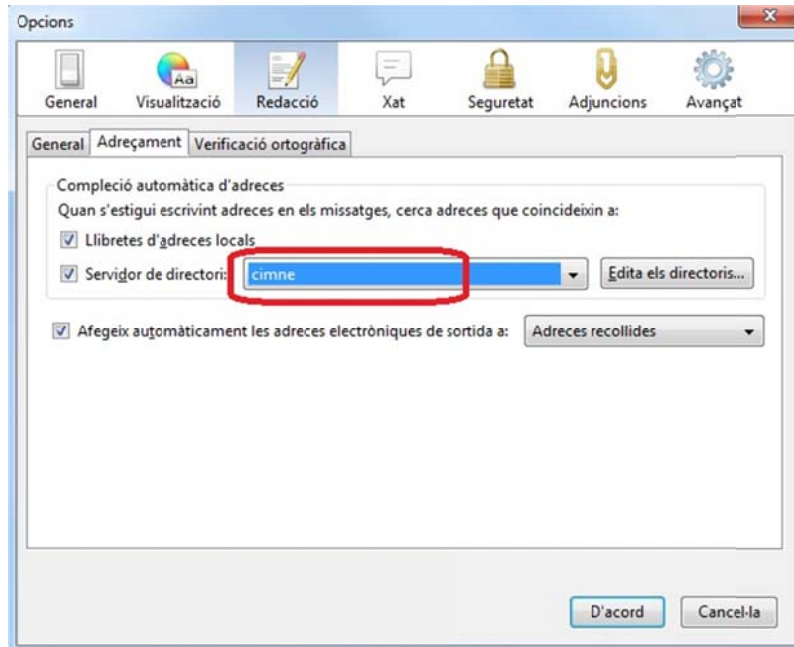 Opcions
General Visualització Redacció Xat Seguretat Adjuncions Avançat
General Adreçament Verificació ortogràfica
Compleció automàtica d'adreces
Quan s'estigui escrivint adreces en els missatges, cerca adreces que coincideixin a:
Llibretes d'adreces locals
Servidor de directori: cimne Edita els directoris...
Afegeix automàticament les adreces electròniques de sortida a: Adreces recollides
D'acord Cancel·la